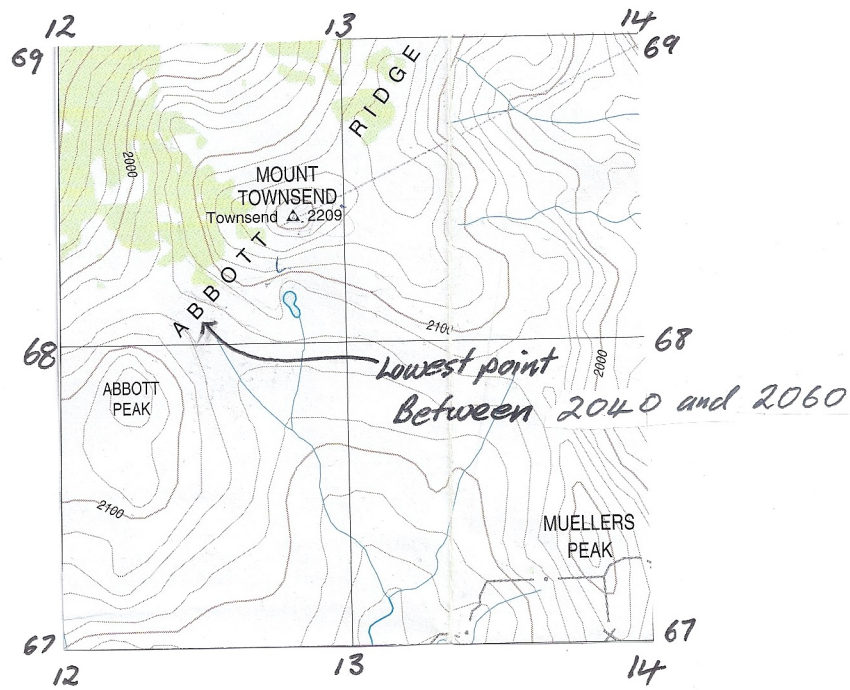 12 13 14
69 69
RIDGE
2000
MOUNT
TOWNSEND
Townsend 2209
ABBOTT
2100
68 68
Lowest point
2000
ABBOTT
PEAK
Between 2040 and 2060
2100
MUELLERS
PEAK
67 67
12 13 14